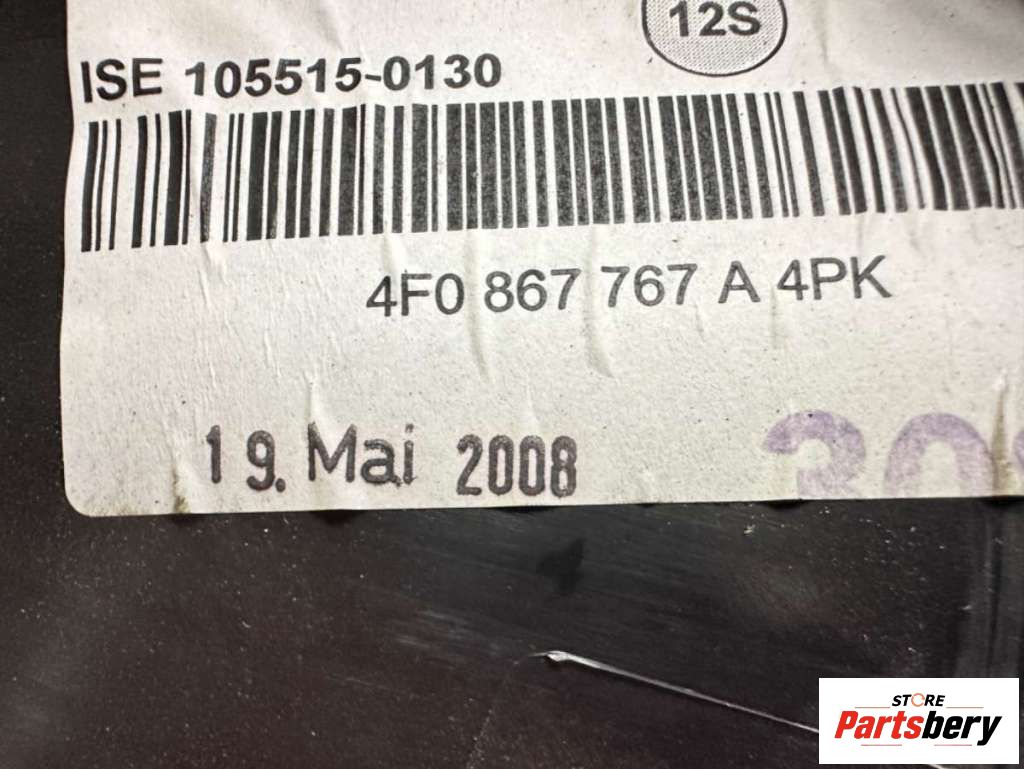 12S
ISE 105515-0130
4F0 867 767 A 4PK
19. Mai 2008
STORE
Partsbery